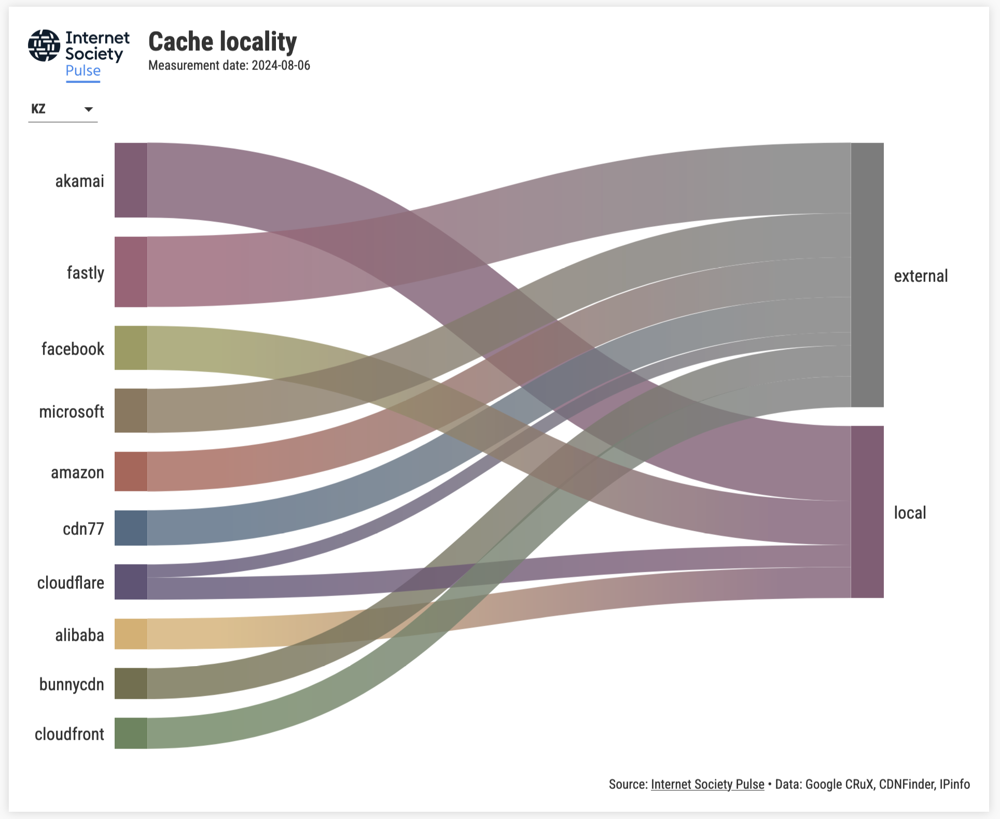 Internet
Society
Pulse
Cache locality
Measurement date: 2024-08-06
KZ
akamai
fastly
facebook
microsoft
amazon
cdn77
cloudflare
alibaba
bunnycdn
cloudfront
external
local
Source: Internet Society Pulse • Data: Google CRuX, CDNFinder, IPinfo